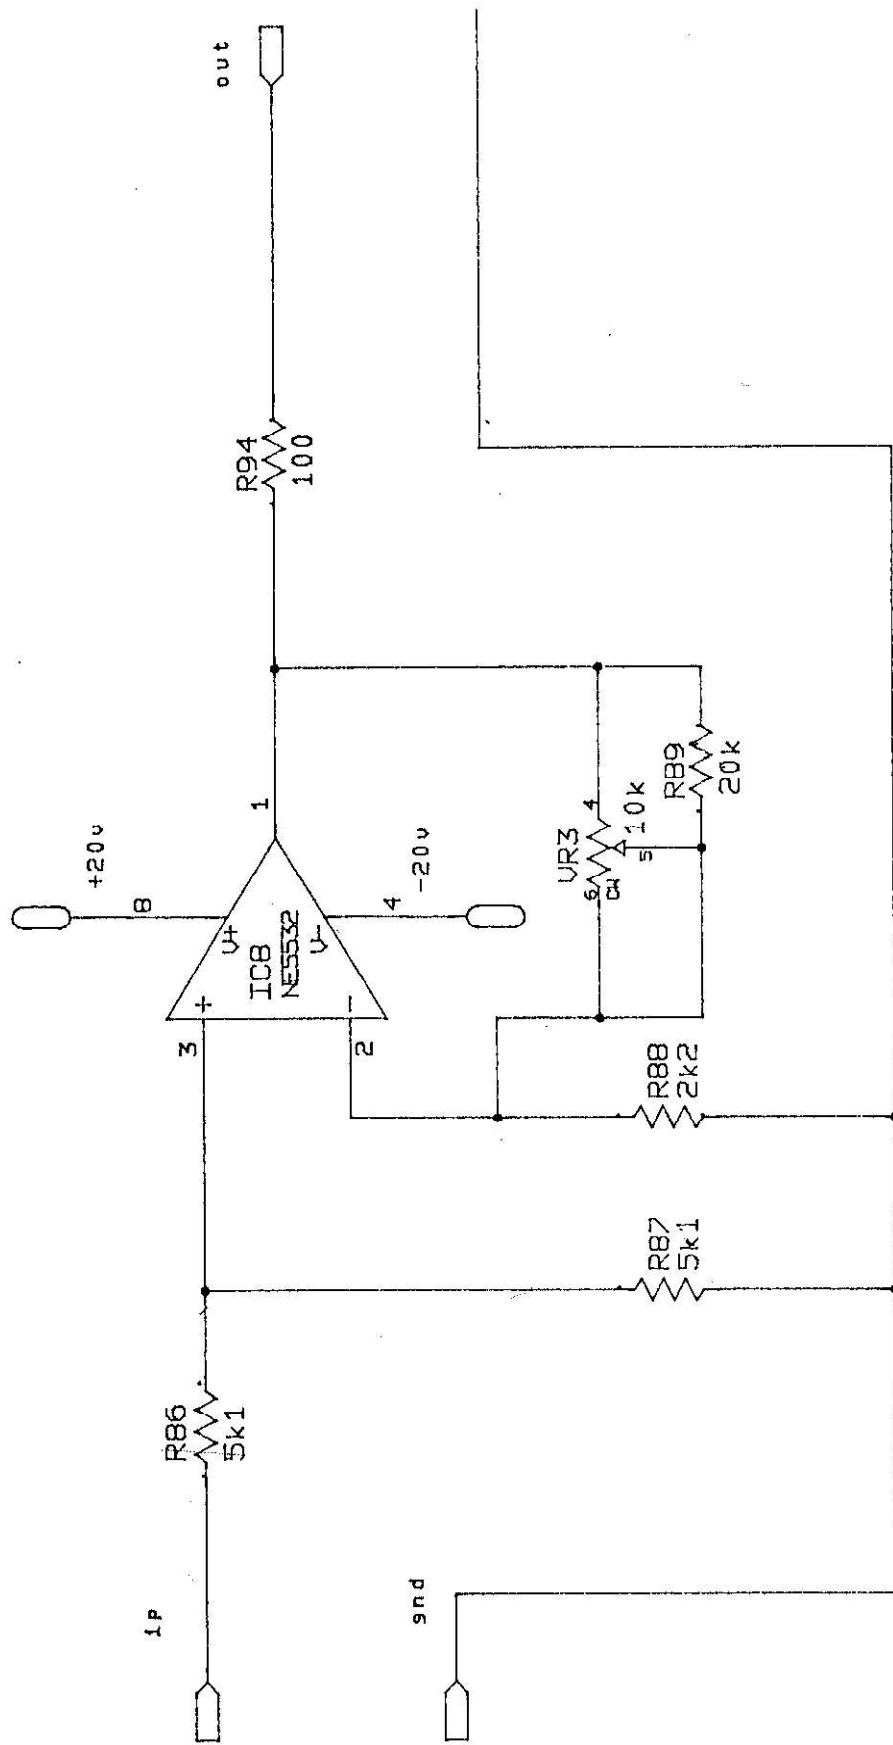 out
R94
100
+20v
8
1
V+
IC8
NE5532
V-
4
-20v
+
-
3
2
VR3
10k
4
5
6
CW
R89
20k
R88
2k2
R87
5k1
R86
5k1
ip
gnd